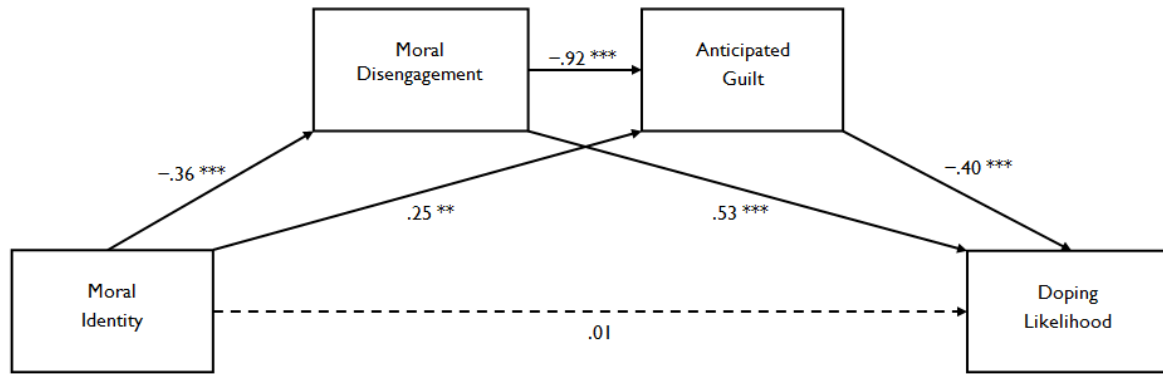 Moral
Disengagement
−.92 ***
Anticipated
Guilt
−.36 ***
.25 **
.53 ***
−.40 ***
Moral
Identity
.01
Doping
Likelihood